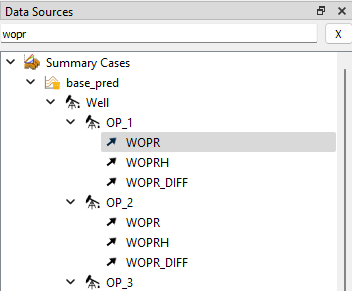 Data Sources
wopr
X
Summary Cases
base_pred
Well
OP_1
WOPR
WOPRH
WOPR_DIFF
OP_2
WOPR
WOPRH
WOPR_DIFF
OP_3